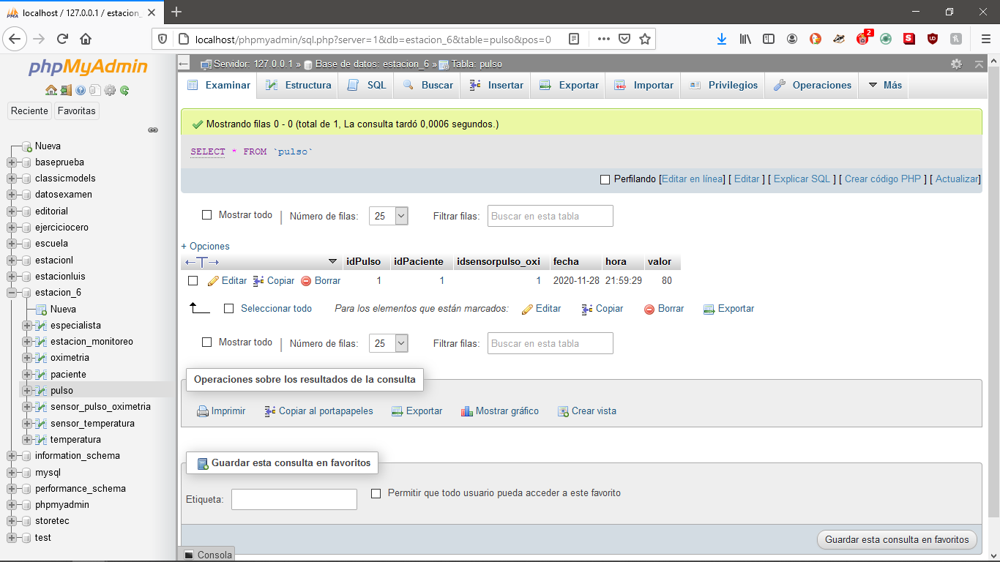 localhost / 127.0.0.1 / estacion_
localhost/phpmyadmin/sql.php?server=1&db=estacion_6&table=pulso&pos=0
2
phpMyAdmin
Reciente Favoritas
Nueva
baseprueba
classicmodels
datosexamen
editorial
ejerciciocero
escuela
estacionl
estacionluis
estacion_6
Nueva
especialista
estacion_monitoreo
oximetria
paciente
pulso
sensor_pulso_oximetria
sensor_temperatura
temperatura
information_schema
mysql
performance_schema
phpmyadmin
storetec
test
Servidor: 127.0.0.1 » Base de datos: estacion_6 » Tabla: pulso
Examinar Estructura SQL Buscar Insertar Exportar Importar Privilegios Operaciones Más
Mostrando filas 0 - 0 (total de 1, La consulta tardó 0,0006 segundos.)
SELECT * FROM `pulso`
Perfilando [Editar en línea] [ Editar ] [ Explicar SQL ] [ Crear código PHP ] [ Actualizar]
Mostrar todo | Número de filas: 25 Filtrar filas: Buscar en esta tabla
+ Opciones
←T→ idPulso idPaciente idsensorpulso_oxi fecha hora valor
Editar Copiar Borrar 1 1 1 2020-11-28 21:59:29 80
Seleccionar todo Para los elementos que están marcados: Editar Copiar Borrar Exportar
Mostrar todo | Número de filas: 25 Filtrar filas: Buscar en esta tabla
Operaciones sobre los resultados de la consulta
Imprimir Copiar al portapapeles Exportar Mostrar gráfico Crear vista
Guardar esta consulta en favoritos
Etiqueta: Permitir que todo usuario pueda acceder a este favorito
Guardar esta consulta en favoritos
Consola